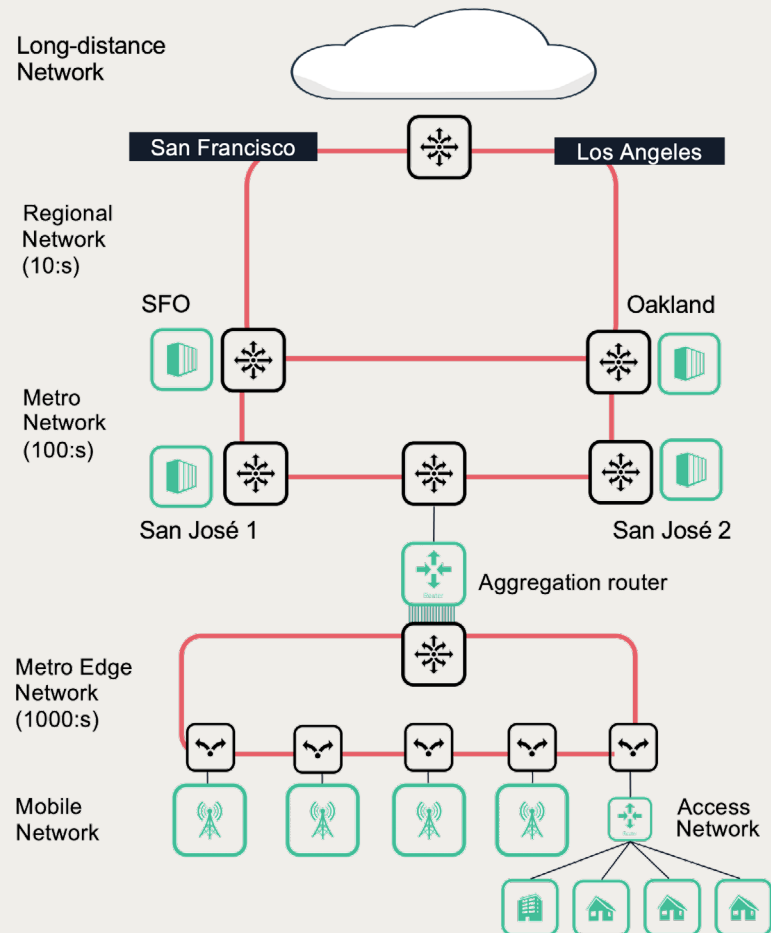 Long-distance
Network
San Francisco
Los Angeles
Regional
Network
(10:s)
SFO
Oakland
Metro
Network
(100:s)
San José 1
San José 2
Aggregation router
Router
Metro Edge
Network
(1000:s)
Mobile
Network
Access
Network